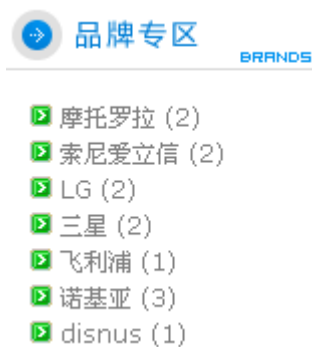 品牌专区
BRANDS
摩托罗拉 (2)
索尼爱立信 (2)
LG (2)
三星 (2)
飞利浦 (1)
诺基亚 (3)
disnus (1)